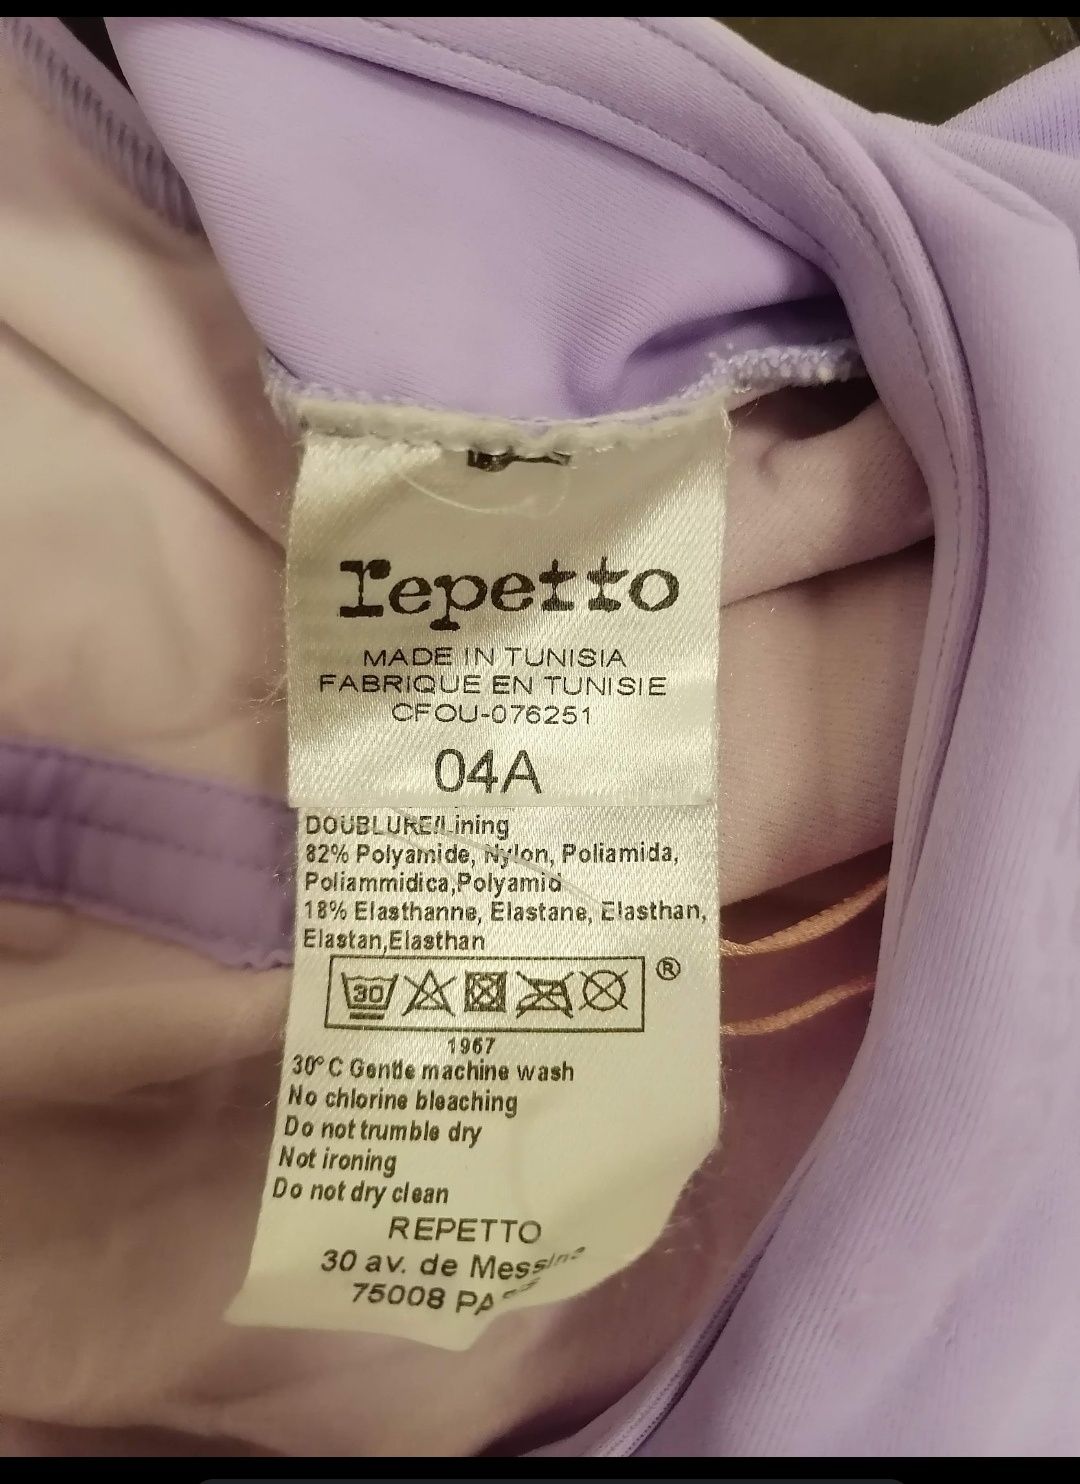 repetto
MADE IN TUNISIA
FABRIQUE EN TUNISIE
CFOU-076251
04A
DOUBLURE/Lining
82% Polyamide, Nylon, Poliamida,
Poliammidica,Polyamid
18% Elasthanne, Elastane, Elasthan,
Elastan,Elasthan
30
®
1967
30°C Gentle machine wash
No chlorine bleaching
Do not trumble dry
Not ironing
Do not dry clean
REPETTO
30 av. de Messine
75008 PARIS